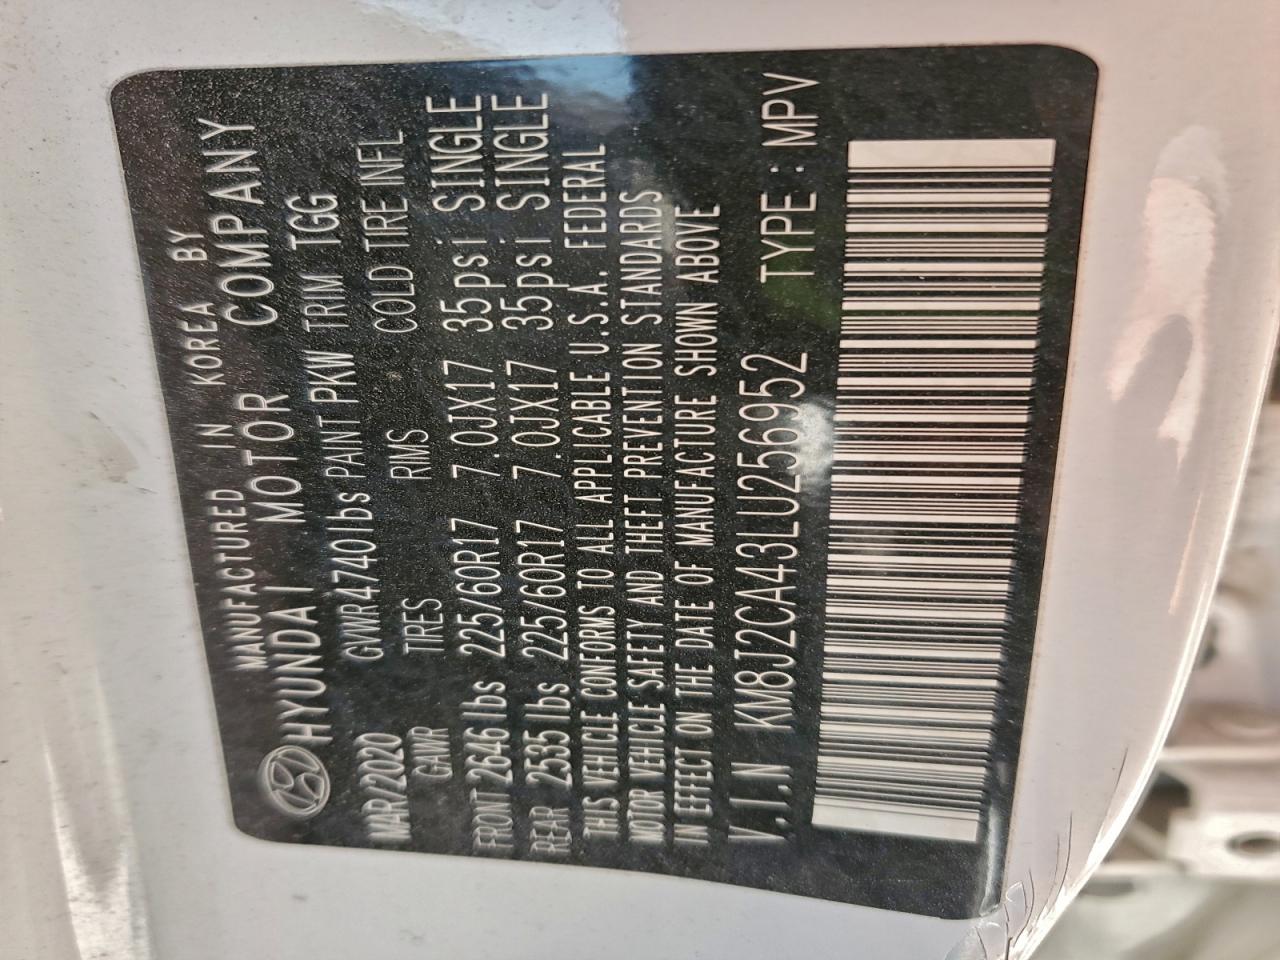 MANUFACTURED IN KOREA BY
HYUNDAI MOTOR COMPANY
MAR/2020 GVWR 4740lbs PAINT PKW TRIM TGG
GAWR TIRES RIMS COLD TIRE INFL
FRONT 2646 lbs 225/60R17 7.0JX17 35psi SINGLE
REAR 2535 lbs 225/60R17 7.0JX17 35psi SINGLE
THIS VEHICLE CONFORMS TO ALL APPLICABLE U.S.A. FEDERAL
MOTOR VEHICLE SAFETY AND THEFT PREVENTION STANDARDS
IN EFFECT ON THE DATE OF MANUFACTURE SHOWN ABOVE
V.I.N KM8J2CA43LU256952 TYPE : MPV